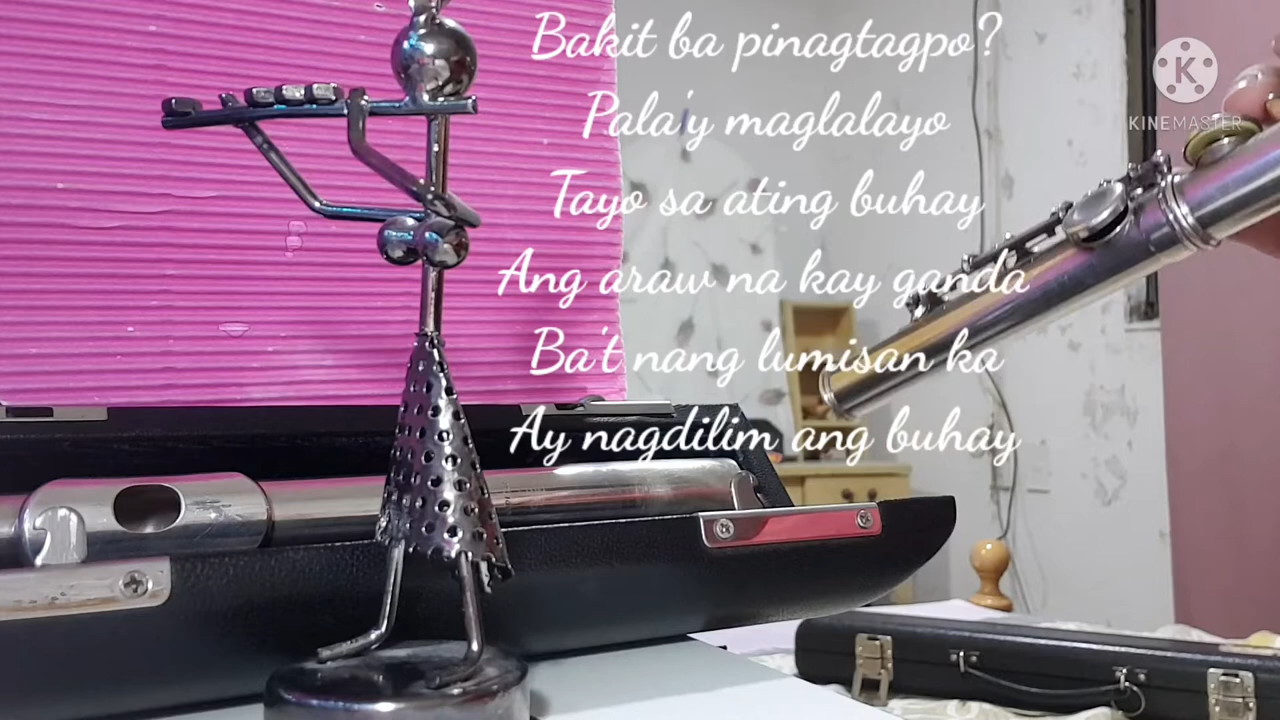 Bakit ba pinagtagpo?
Pala'y maglalayo
Tayo sa ating buhay
Ang araw na kay ganda
Ba't nang lumisan ka
Ay nagdilim ang buhay
K
KINEMASTER